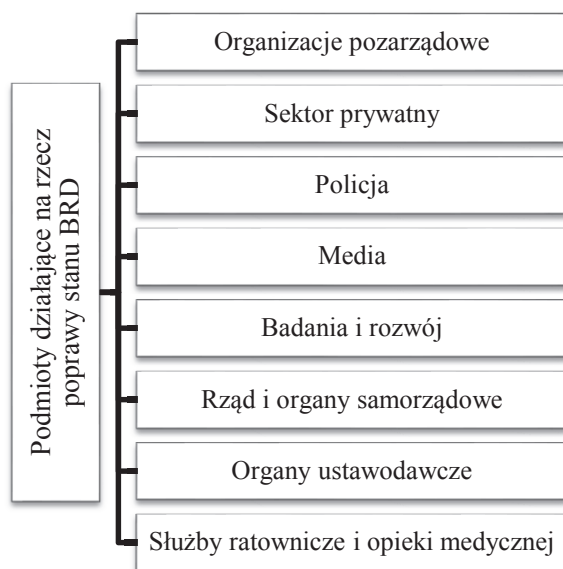 Podmioty działające na rzecz
poprawy stanu BRD
Organizacje pozarządowe
Sektor prywatny
Policja
Media
Badania i rozwój
Rząd i organy samorządowe
Organy ustawodawcze
Służby ratownicze i opieki medycznej